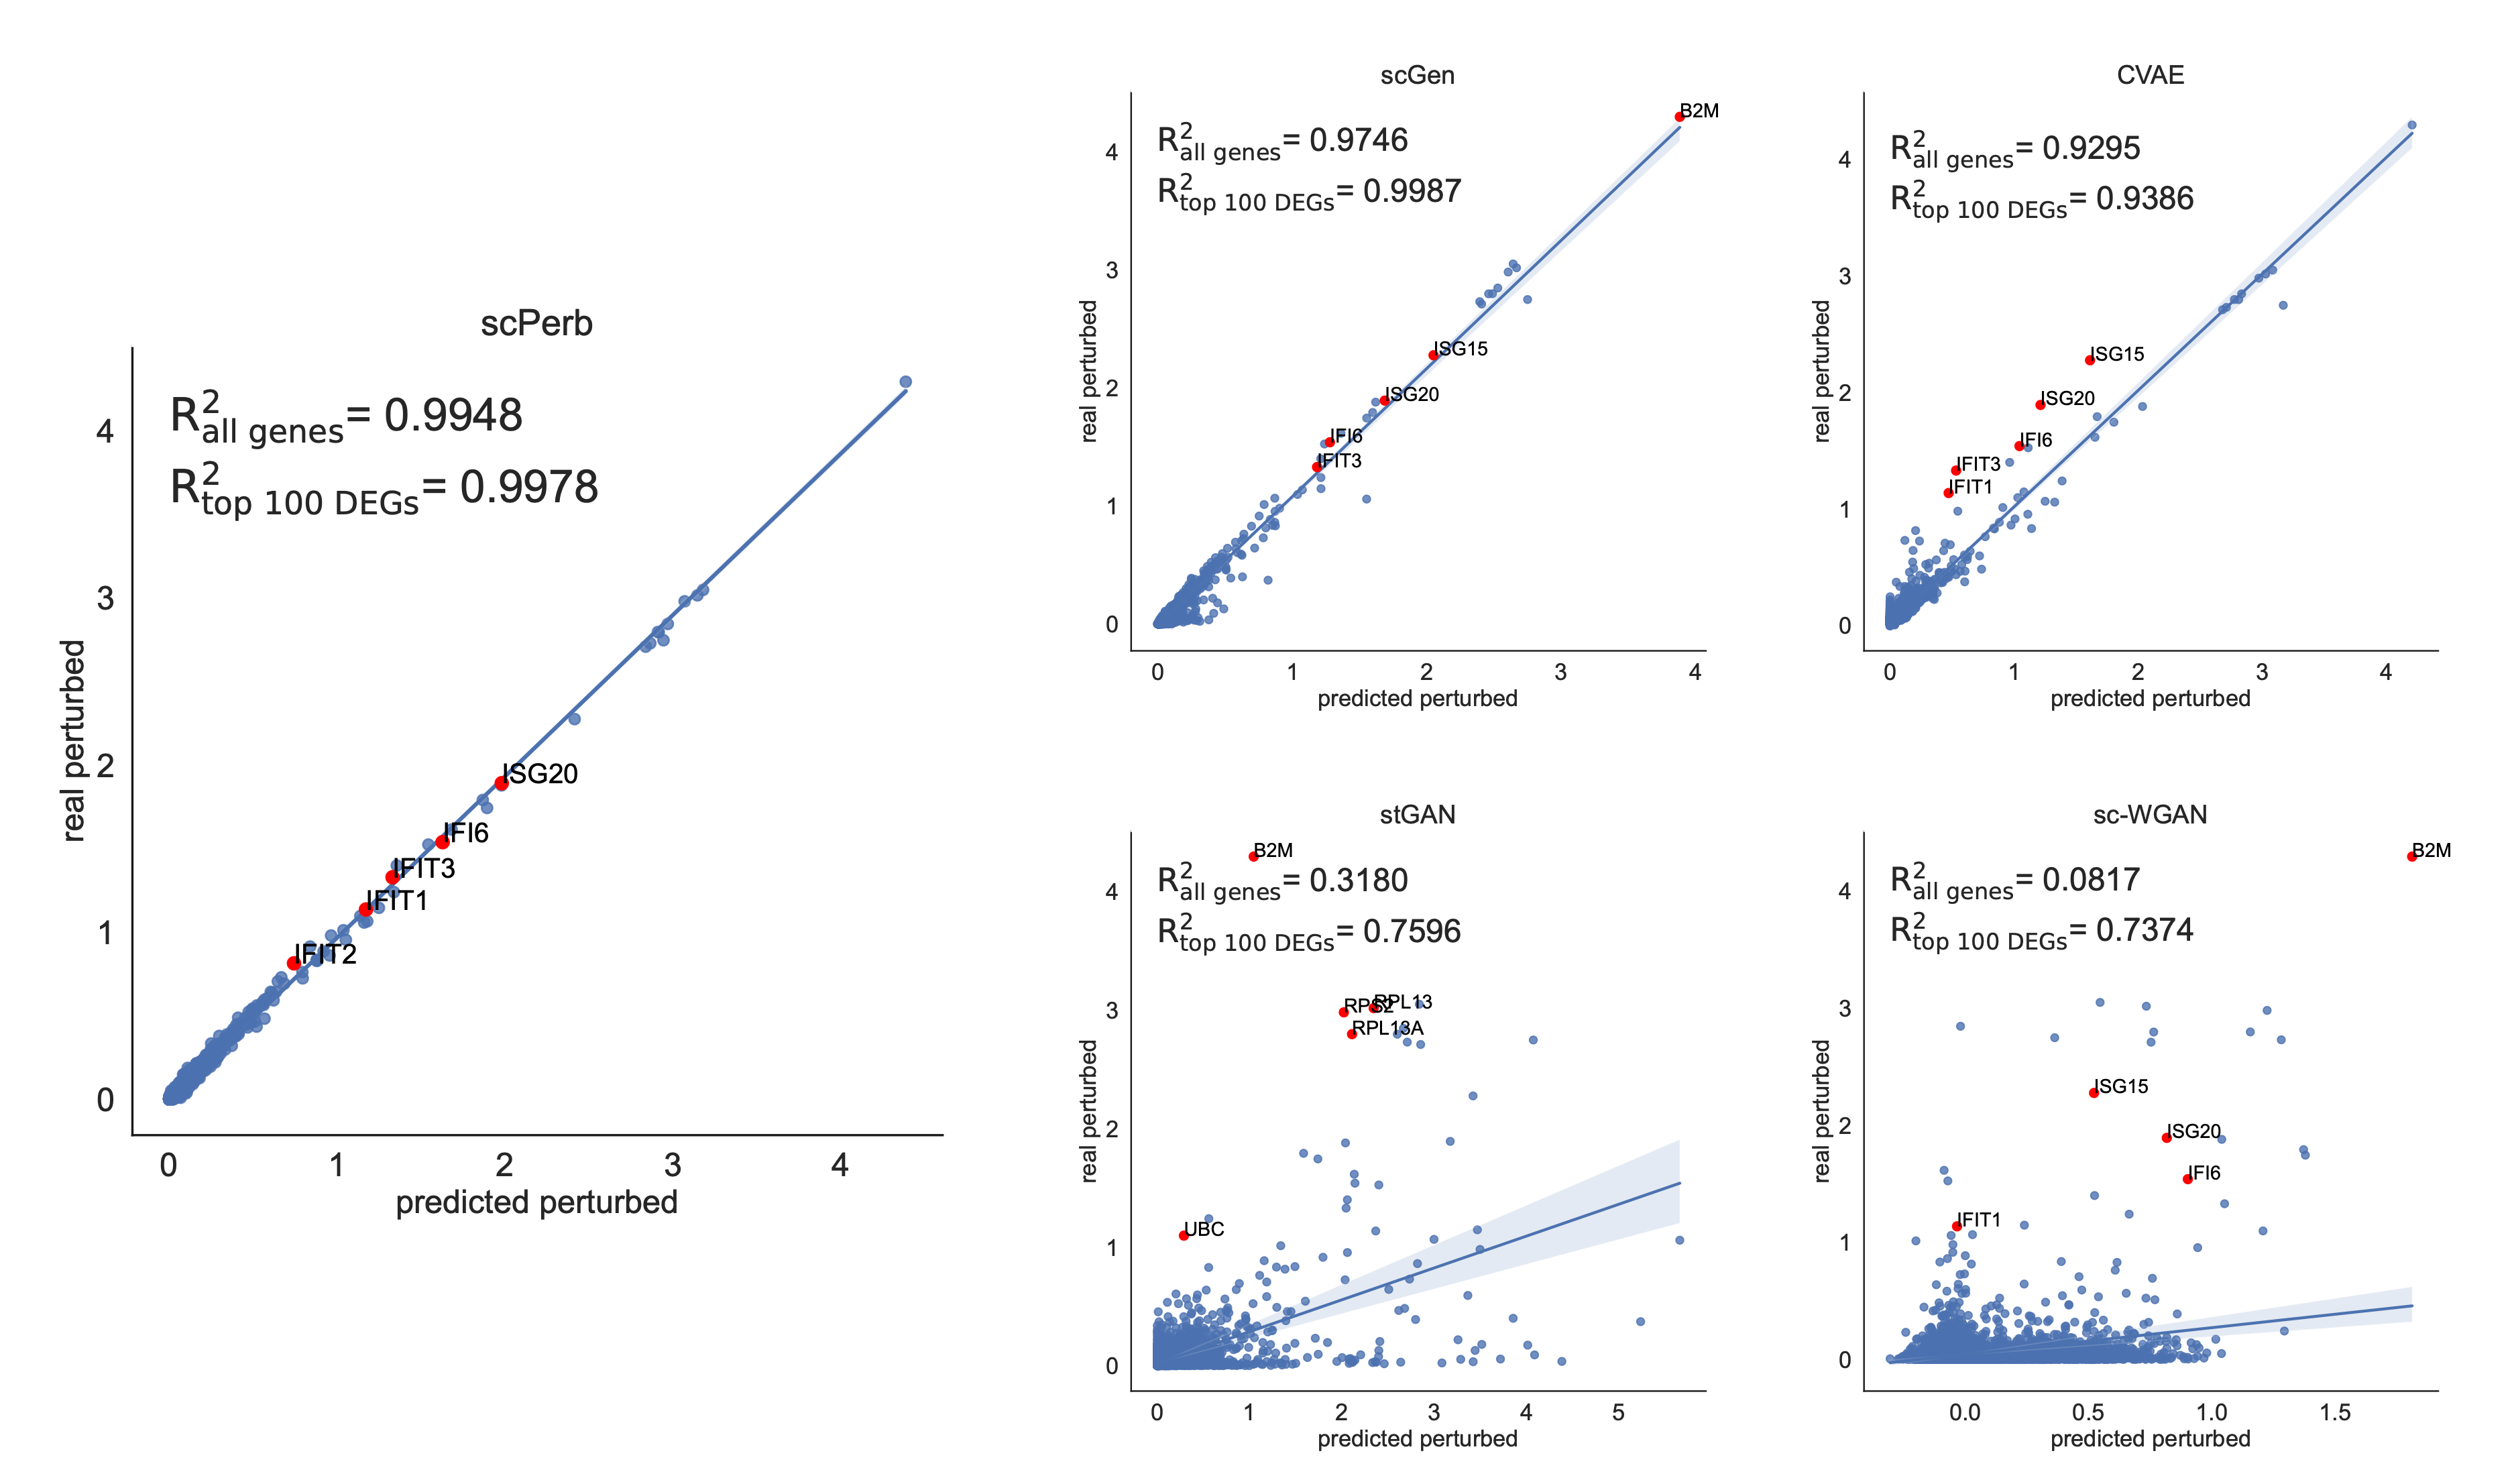 scPerb
R²all genes= 0.9948
R²top 100 DEGs= 0.9978
ISG20
IFI6
IFIT3
IFIT1
IFIT2
4
3
2
1
0
real perturbed
0 1 2 3 4
predicted perturbed
scGen
R²all genes= 0.9746
R²top 100 DEGs= 0.9987
B2M
ISG15
ISG20
IFI6
IFIT3
4
3
2
1
0
real perturbed
0 1 2 3 4
predicted perturbed
CVAE
R²all genes= 0.9295
R²top 100 DEGs= 0.9386
ISG15
ISG20
IFI6
IFIT3
IFIT1
4
3
2
1
0
real perturbed
0 1 2 3 4
predicted perturbed
stGAN
B2M
R²all genes= 0.3180
R²top 100 DEGs= 0.7596
RPS2
RPL13
RPL13A
UBC
4
3
2
1
0
real perturbed
0 1 2 3 4 5
predicted perturbed
sc-WGAN
B2M
R²all genes= 0.0817
R²top 100 DEGs= 0.7374
ISG15
ISG20
IFI6
IFIT1
4
3
2
1
0
real perturbed
0.0 0.5 1.0 1.5
predicted perturbed